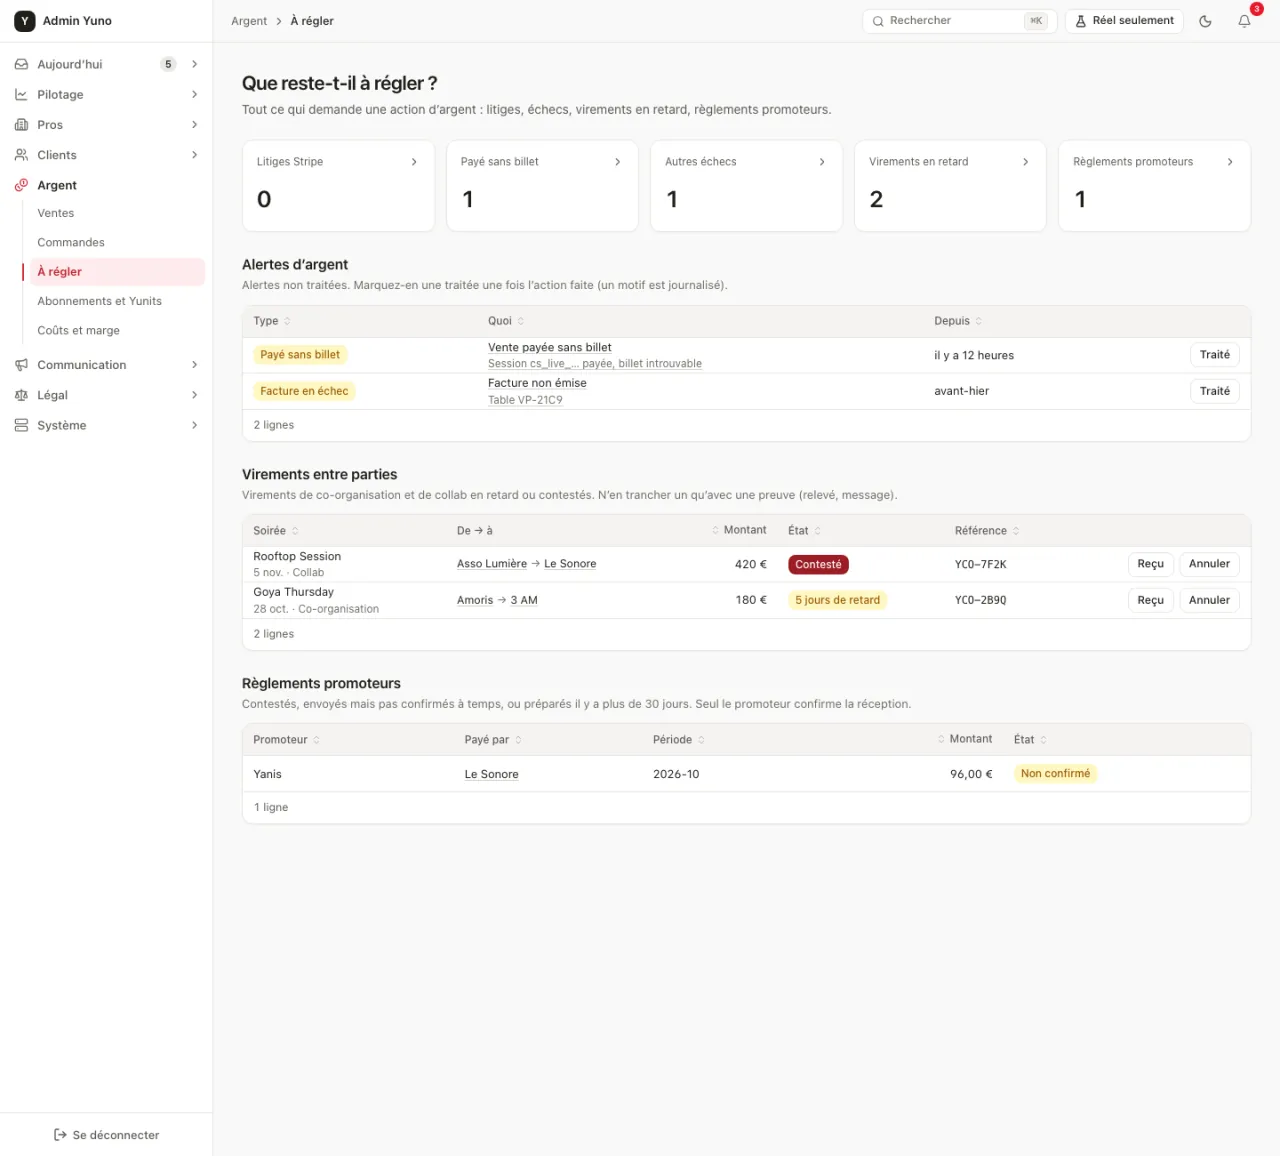 Y Admin Yuno
Argent > À régler
Rechercher ⌘K
Réel seulement
3
Aujourd’hui 5
Pilotage
Pros
Clients
Argent
Ventes
Commandes
À régler
Abonnements et Yunits
Coûts et marge
Communication
Légal
Système
Se déconnecter
Que reste-t-il à régler ?
Tout ce qui demande une action d’argent : litiges, échecs, virements en retard, règlements promoteurs.
Litiges Stripe
0
Payé sans billet
1
Autres échecs
1
Virements en retard
2
Règlements promoteurs
1
Alertes d’argent
Alertes non traitées. Marquez-en une traitée une fois l’action faite (un motif est journalisé).
Type Quoi Depuis
Payé sans billet Vente payée sans billet il y a 12 heures Traité
Session cs_live_… payée, billet introuvable
Facture en échec Facture non émise avant-hier Traité
Table VP-21C9
2 lignes
Virements entre parties
Virements de co-organisation et de collab en retard ou contestés. N’en trancher un qu’avec une preuve (relevé, message).
Soirée De → à Montant État Référence
Rooftop Session Asso Lumière → Le Sonore 420 € Contesté YCO–7F2K Reçu Annuler
5 nov. · Collab
Goya Thursday Amoris → 3 AM 180 € 5 jours de retard YCO–2B9Q Reçu Annuler
28 oct. · Co-organisation
2 lignes
Règlements promoteurs
Contestés, envoyés mais pas confirmés à temps, ou préparés il y a plus de 30 jours. Seul le promoteur confirme la réception.
Promoteur Payé par Période Montant État
Yanis Le Sonore 2026-10 96,00 € Non confirmé
1 ligne